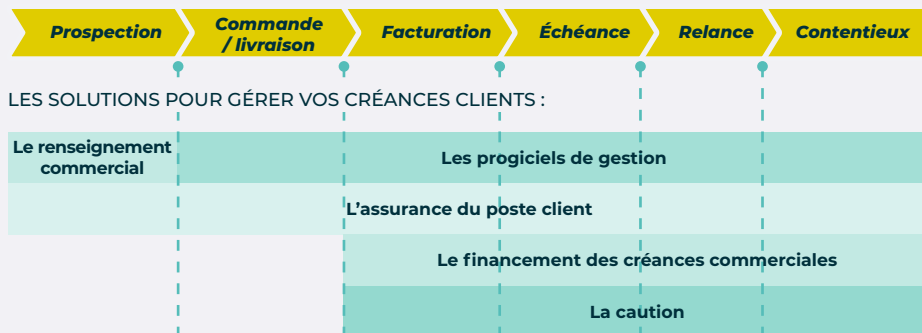 Prospection
Commande
/ livraison
Facturation
Échéance
Relance
Contentieux
LES SOLUTIONS POUR GÉRER VOS CRÉANCES CLIENTS :
Le renseignement
commercial
Les progiciels de gestion
L’assurance du poste client
Le financement des créances commerciales
La caution